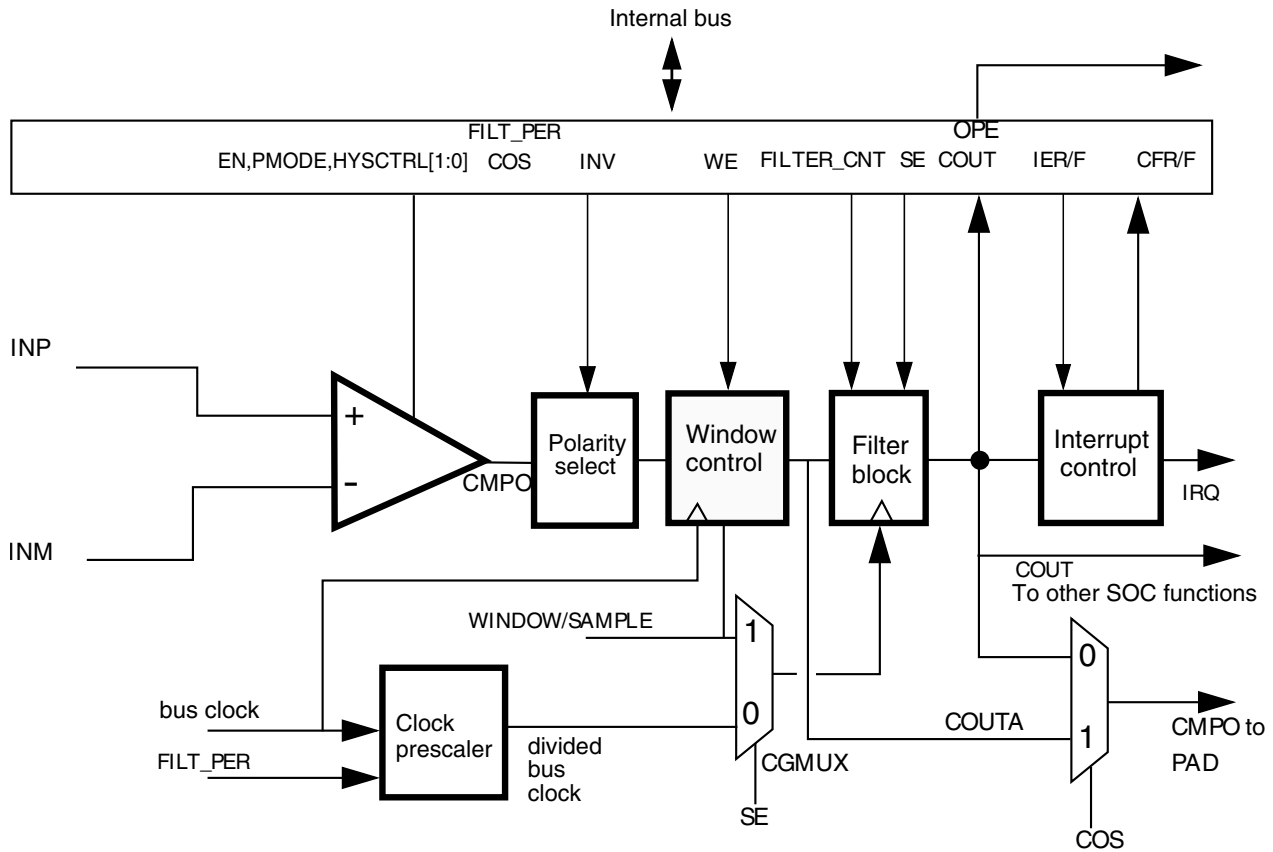 Internal bus
FILT_PER
OPE
EN,PMODE,HYSCTRL[1:0]
COS
INV
WE
FILTER_CNT
SE
COUT
IER/F
CFR/F
INP
+
-
INM
CMPO
Polarity
select
Window
control
Filter
block
Interrupt
control
IRQ
COUT
To other SOC functions
WINDOW/SAMPLE
1
0
CGMUX
SE
bus clock
FILT_PER
Clock
prescaler
divided
bus
clock
COUTA
0
1
COS
CMPO to
PAD